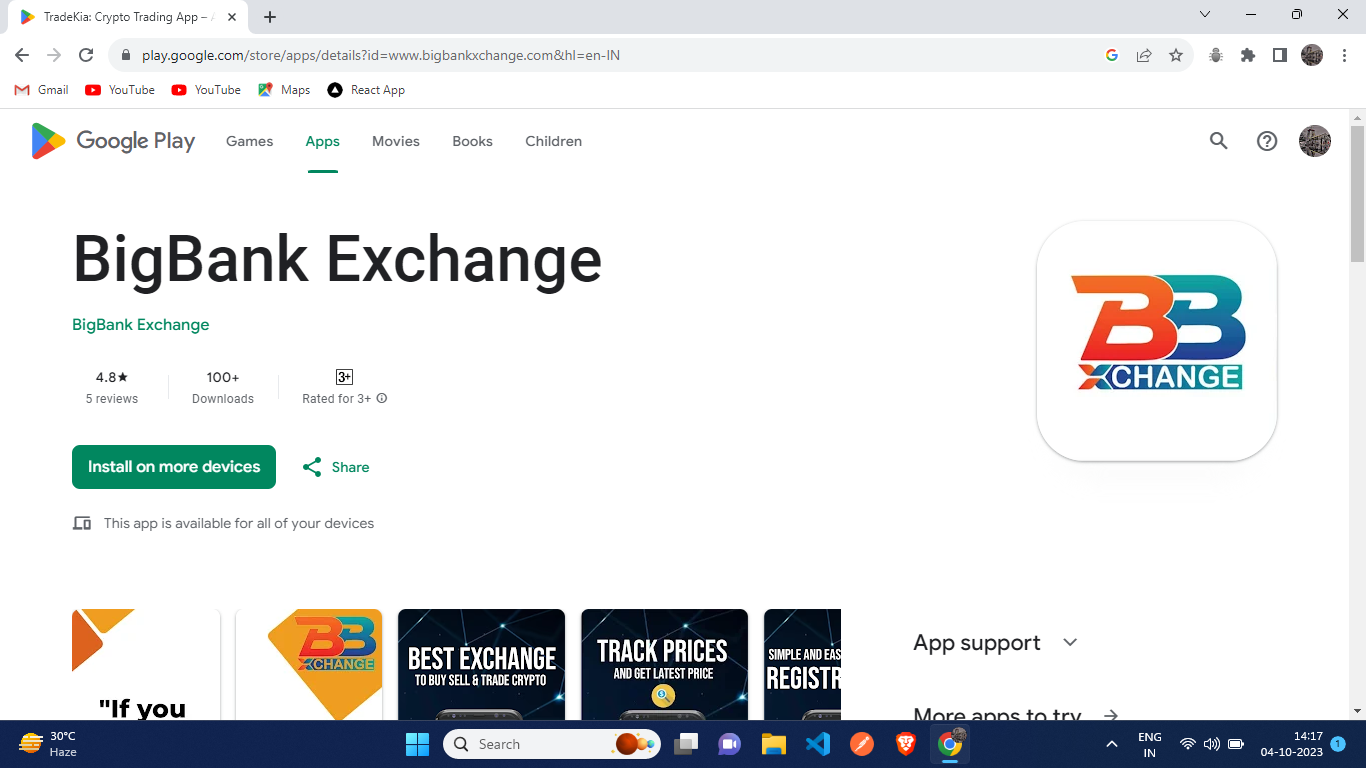 TradeKia: Crypto Trading App –
play.google.com/store/apps/details?id=www.bigbankxchange.com&hl=en-IN
Gmail
YouTube
YouTube
Maps
React App
Google Play
Games
Apps
Movies
Books
Children
BigBank Exchange
BigBank Exchange
4.8★
5 reviews
100+
Downloads
3+
Rated for 3+
Install on more devices
Share
This app is available for all of your devices
BB
XCHANGE
"If you
BB
XCHANGE
BEST EXCHANGE
TO BUY SELL & TRADE CRYPTO
TRACK PRICES
AND GET LATEST PRICE
SIMPLE AND
App support
More apps to try
30°C
Haze
Search
ENG
IN
14:17
04-10-2023
1